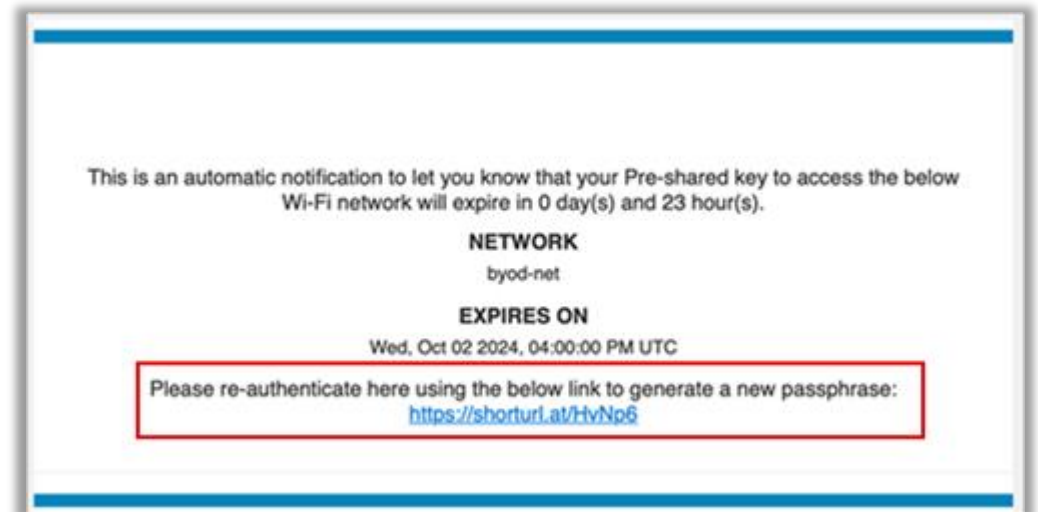 This is an automatic notification to let you know that your Pre-shared key to access the below
Wi-Fi network will expire in 0 day(s) and 23 hour(s).
NETWORK
byod-net
EXPIRES ON
Wed, Oct 02 2024, 04:00:00 PM UTC
Please re-authenticate here using the below link to generate a new passphrase:
https://shorturl.at/HvNp6